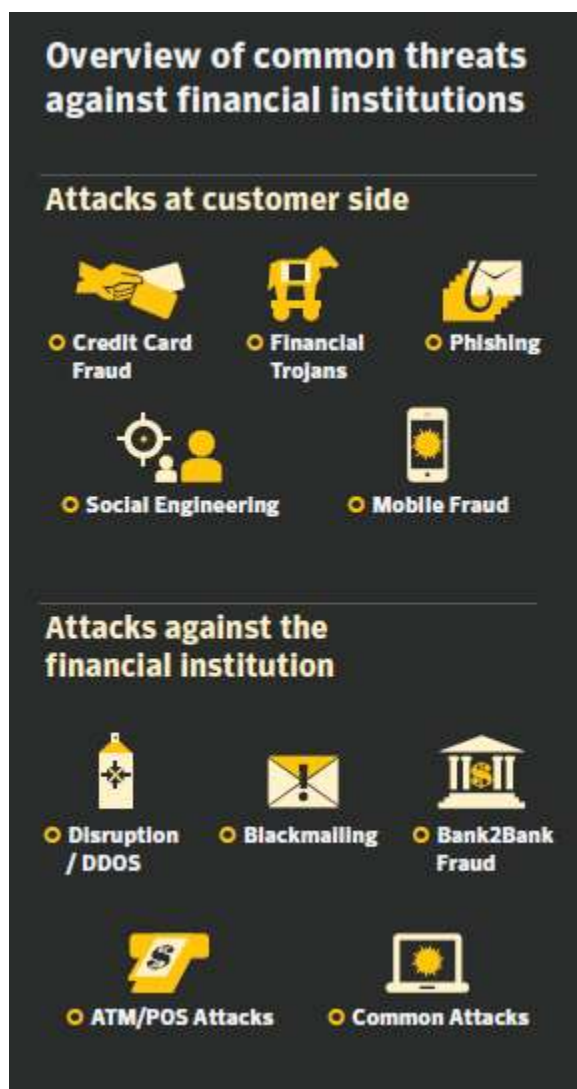 Overview of common threats
against financial institutions
Attacks at customer side
Credit Card
Fraud
Financial
Trojans
Phishing
Social Engineering
Mobile Fraud
Attacks against the
financial institution
Disruption
/ DDOS
Blackmailing
Bank2Bank
Fraud
ATM/POS Attacks
Common Attacks